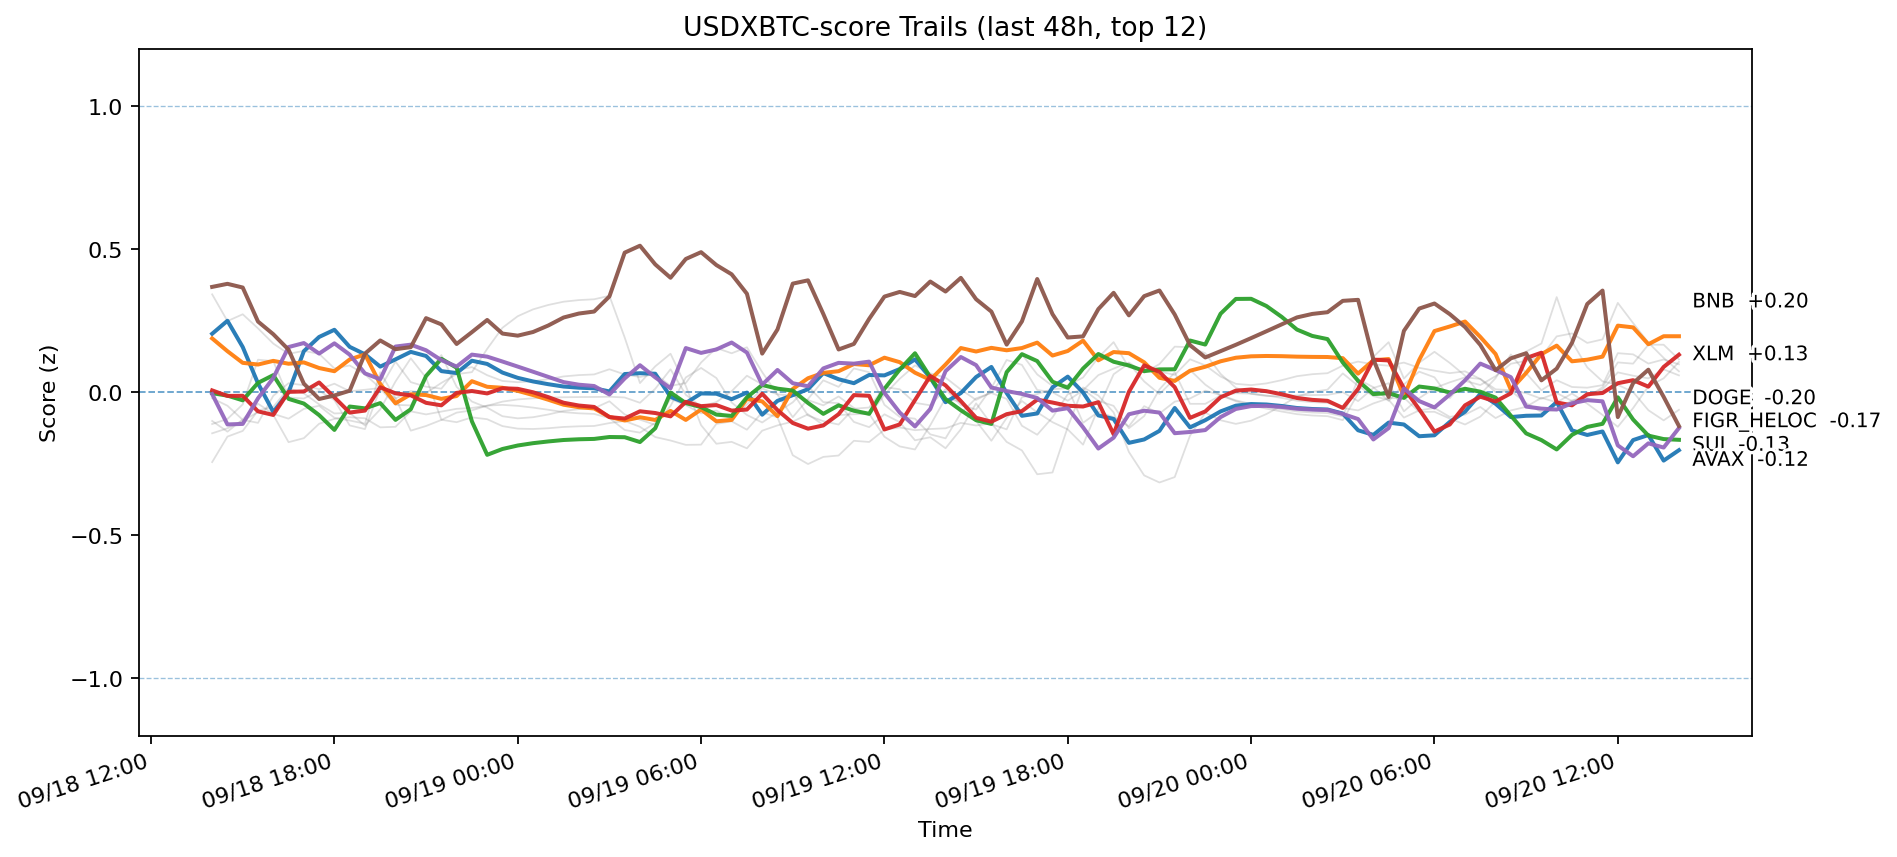 USDXBTC-score Trails (last 48h, top 12)
Score (z)
1.0
0.5
0.0
−0.5
−1.0
BNB +0.20
XLM +0.13
DOGE -0.20
FIGR_HELOC -0.17
-0.13
AVAX -0.12
09/18 12:00
09/18 18:00
09/19 00:00
09/19 06:00
09/19 12:00
09/19 18:00
09/20 00:00
09/20 06:00
09/20 12:00
Time